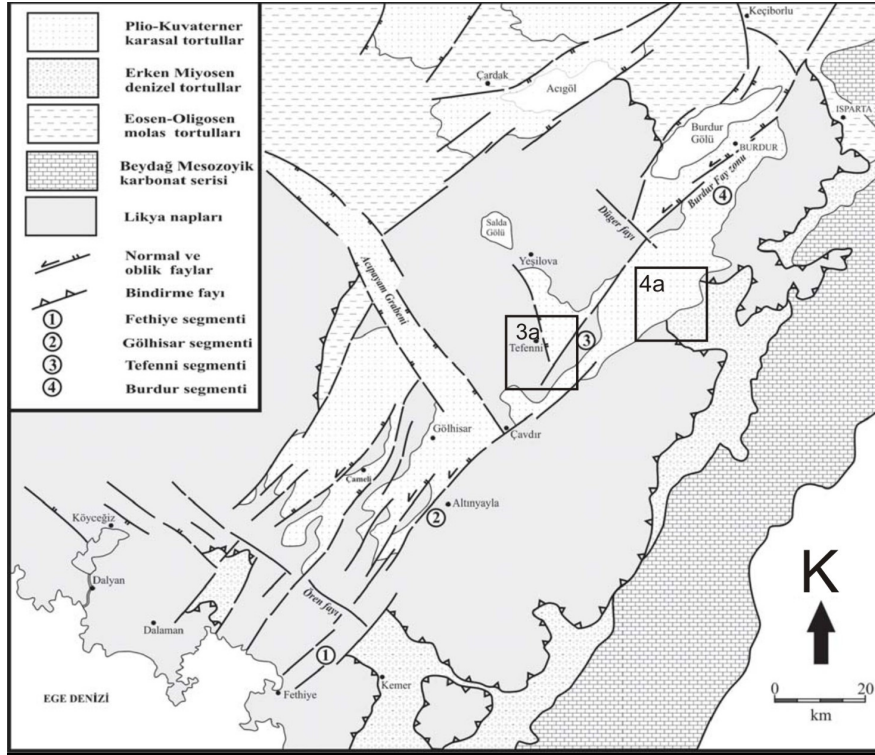 Plio-Kuvaterner
karasal tortullar
Erken Miyosen
denizel tortullar
Eosen-Oligosen
molas tortulları
Beydağ Mesozoyik
karbonat serisi
Likya napları
Normal ve
oblik faylar
Bindirme fayı
1 Fethiye segmenti
2 Gölhisar segmenti
3 Tefenni segmenti
4 Burdur segmenti
Keçiborlu
Çardak
Acıgöl
ISPARTA
Burdur
Gölü
BURDUR
Burdur Fay zonu
4
Düger fayı
Salda
Gölü
Yeşilova
Acıpayam Grabeni
4a
3a
3
Tefenni
Gölhisar
Çavdır
Çameli
Altınyayla
2
Köyceğiz
Dalyan
Dalaman
Ören fayı
1
Kemer
Fethiye
EGE DENİZİ
K
0 20
km